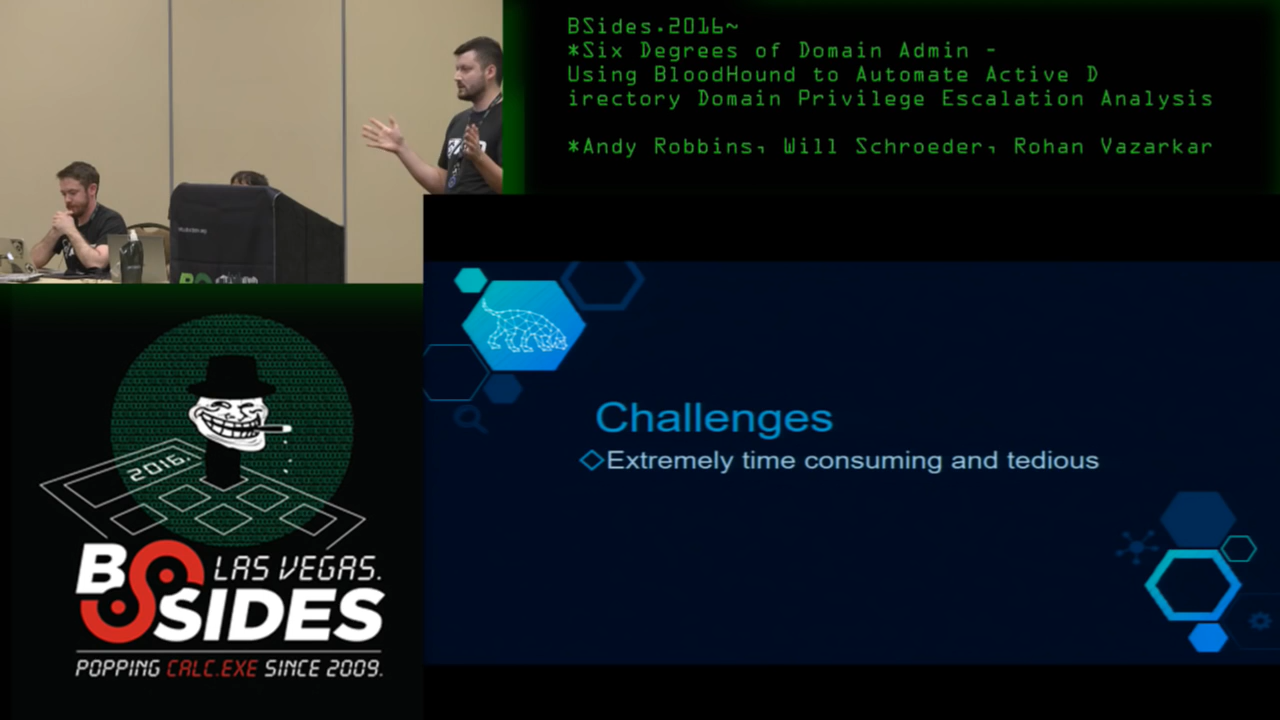 BSides.2016~
*Six Degrees of Domain Admin -
Using BloodHound to Automate Active D
irectory Domain Privilege Escalation Analysis
*Andy Robbins, Will Schroeder, Rohan Vazarkar
Challenges
Extremely time consuming and tedious
2016.
BSIDES LAS VEGAS.
POPPING CALC.EXE SINCE 2009.